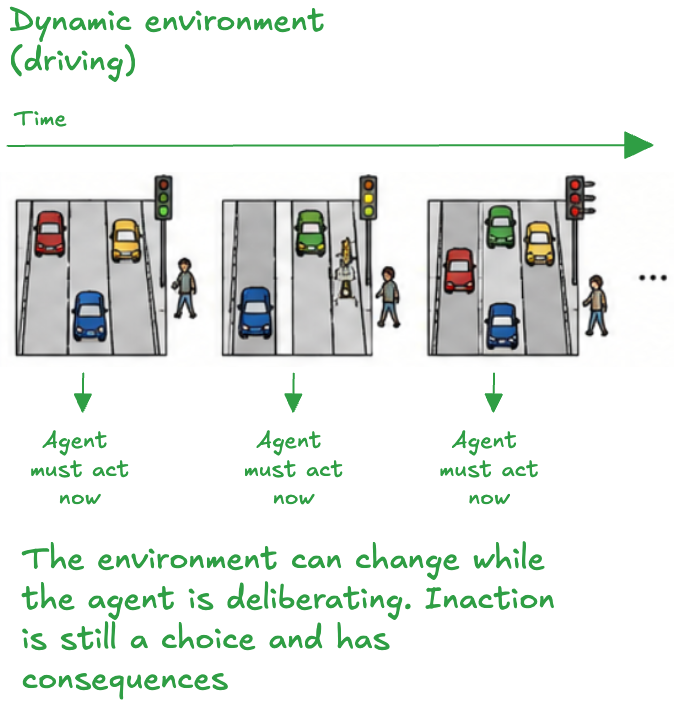 Dynamic environment
(driving)
Time
...
Agent
must act
now
Agent
must act
now
Agent
must act
now
The environment can change while
the agent is deliberating. Inaction
is still a choice and has
consequences